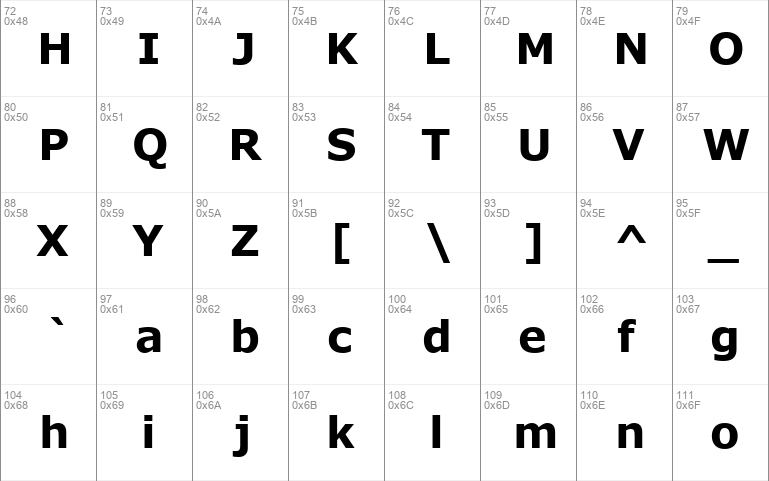 72 73 74 75 76 77 78 79
0x48 0x49 0x4A 0x4B 0x4C 0x4D 0x4E 0x4F
H I J K L M N O
80 81 82 83 84 85 86 87
0x50 0x51 0x52 0x53 0x54 0x55 0x56 0x57
P Q R S T U V W
88 89 90 91 92 93 94 95
0x58 0x59 0x5A 0x5B 0x5C 0x5D 0x5E 0x5F
X Y Z [ \ ] ^ _
96 97 98 99 100 101 102 103
0x60 0x61 0x62 0x63 0x64 0x65 0x66 0x67
` a b c d e f g
104 105 106 107 108 109 110 111
0x68 0x69 0x6A 0x6B 0x6C 0x6D 0x6E 0x6F
h i j k l m n o